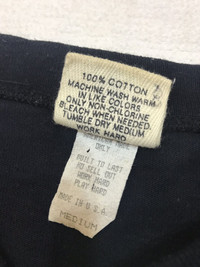 100% COTTON
MACHINE WASH WARM
IN LIKE COLORS
ONLY NON-CHLORINE
BLEACH WHEN NEEDED.
TUMBLE DRY MEDIUM
WORK HARD
ONLY
TO LAST
NO SELL OUT
WORK HARD
PLAY HARD
MADE IN U.S.A.
MEDIUM